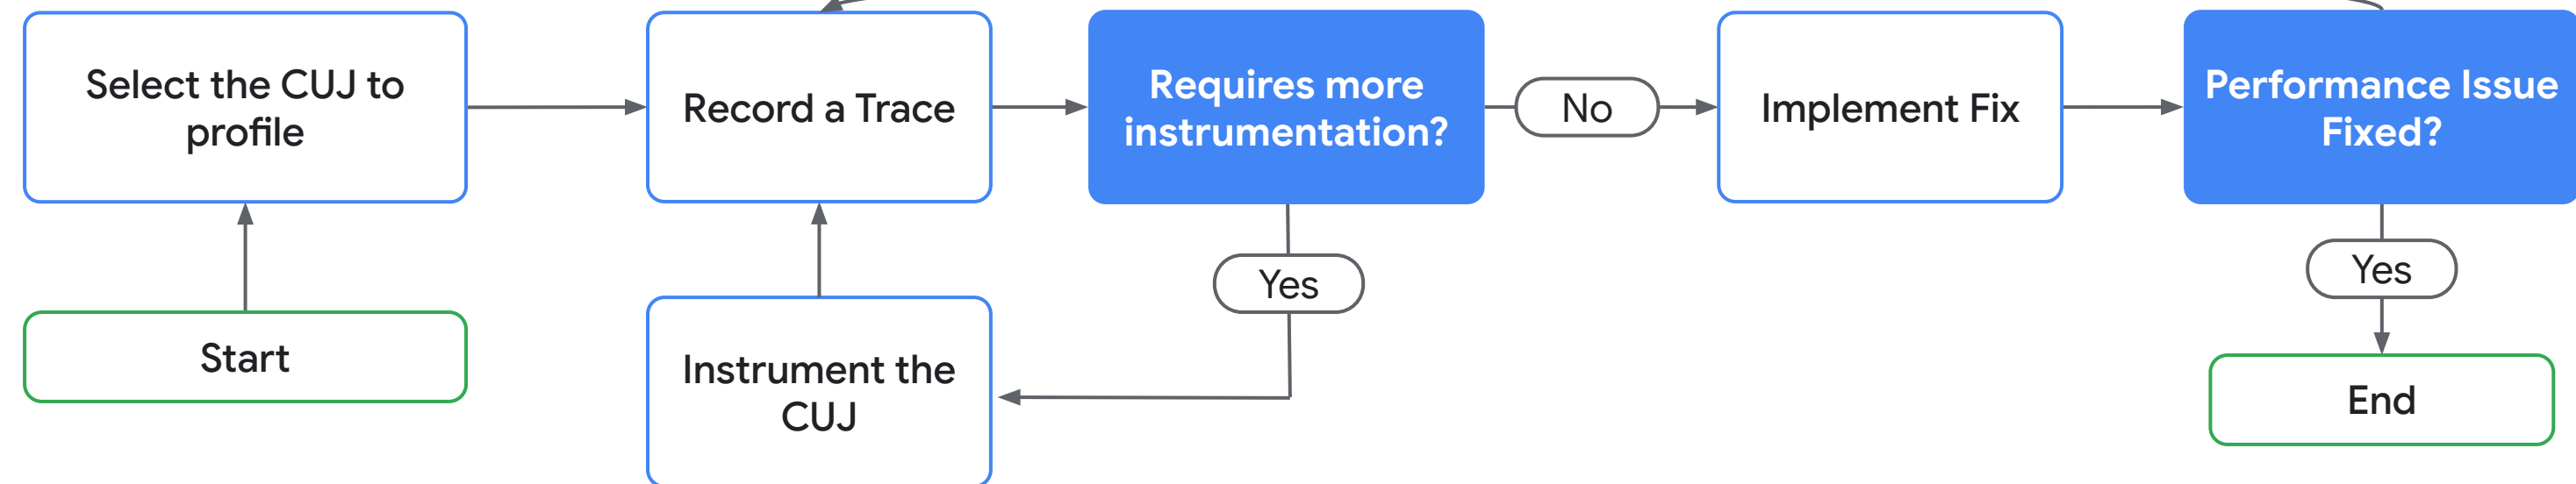 Select the CUJ to
profile
Record a Trace
Requires more
instrumentation?
No
Implement Fix
Performance Issue
Fixed?
Yes
Yes
Start
Instrument the
CUJ
End